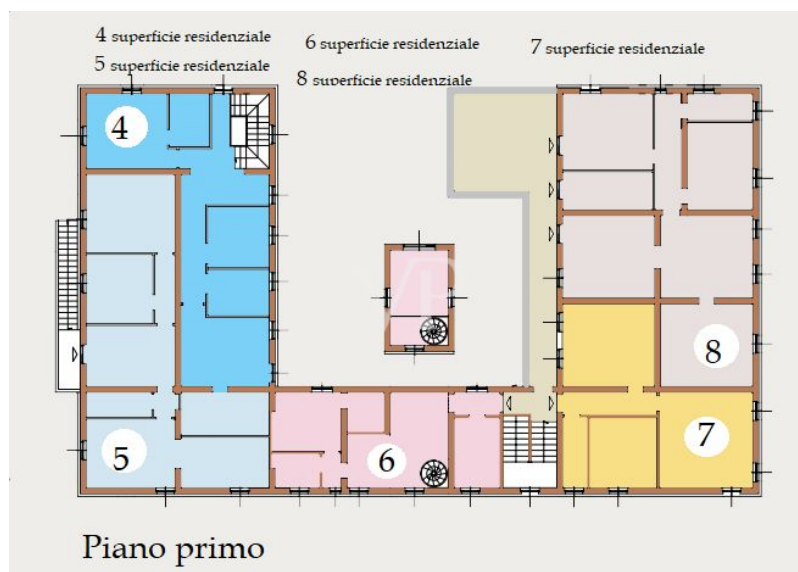 4 superficie residenziale
5 superficie residenziale
6 superficie residenziale
8 superficie residenziale
7 superficie residenziale
4
5
6
8
7
Piano primo